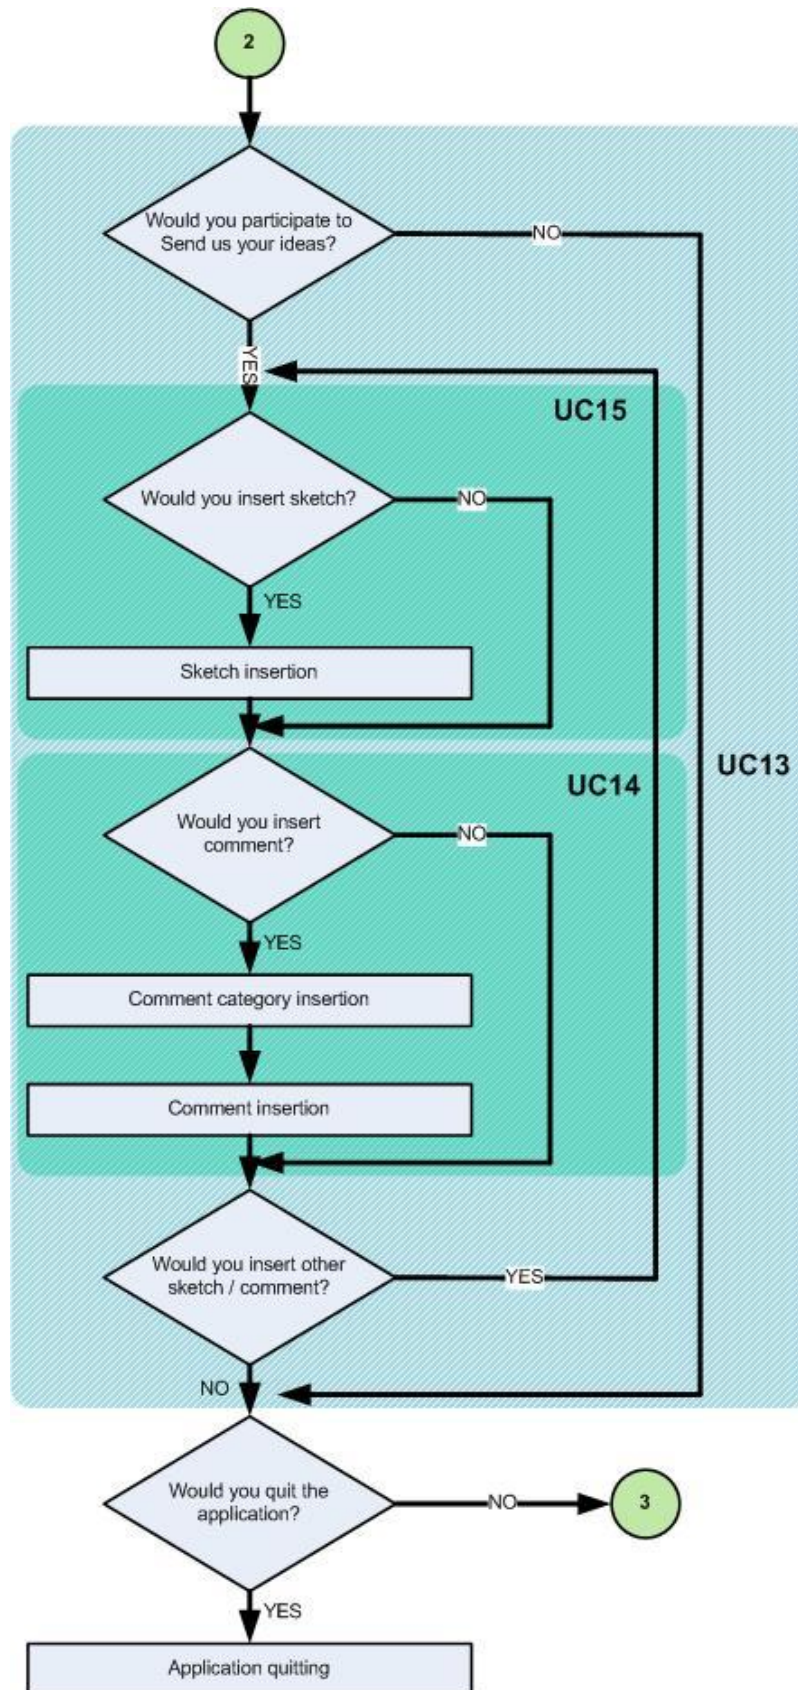 2
Would you participate to
Send us your ideas?
NO
YES
UC15
Would you insert sketch?
NO
YES
Sketch insertion
UC13
UC14
Would you insert
comment?
NO
YES
Comment category insertion
Comment insertion
Would you insert other
sketch / comment?
YES
NO
Would you quit the
application?
NO
3
YES
Application quitting